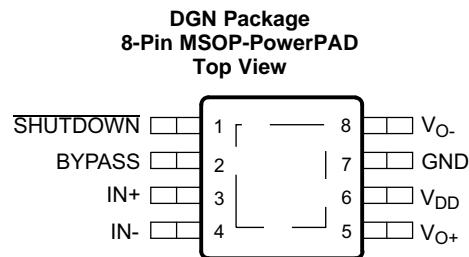 DGN Package
8-Pin MSOP-PowerPAD
Top View
SHUTDOWN 1 8 VO-
BYPASS 2 7 GND
IN+ 3 6 VDD
IN- 4 5 VO+